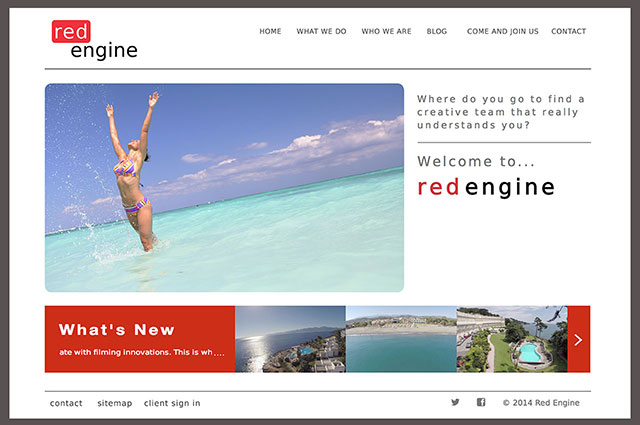 red
engine
HOME WHAT WE DO WHO WE ARE BLOG COME AND JOIN US CONTACT
Where do you go to find a
creative team that really
understands you?
Welcome to...
red engine
What's New
ate with filming innovations. This is wh....
contact sitemap client sign in
© 2014 Red Engine